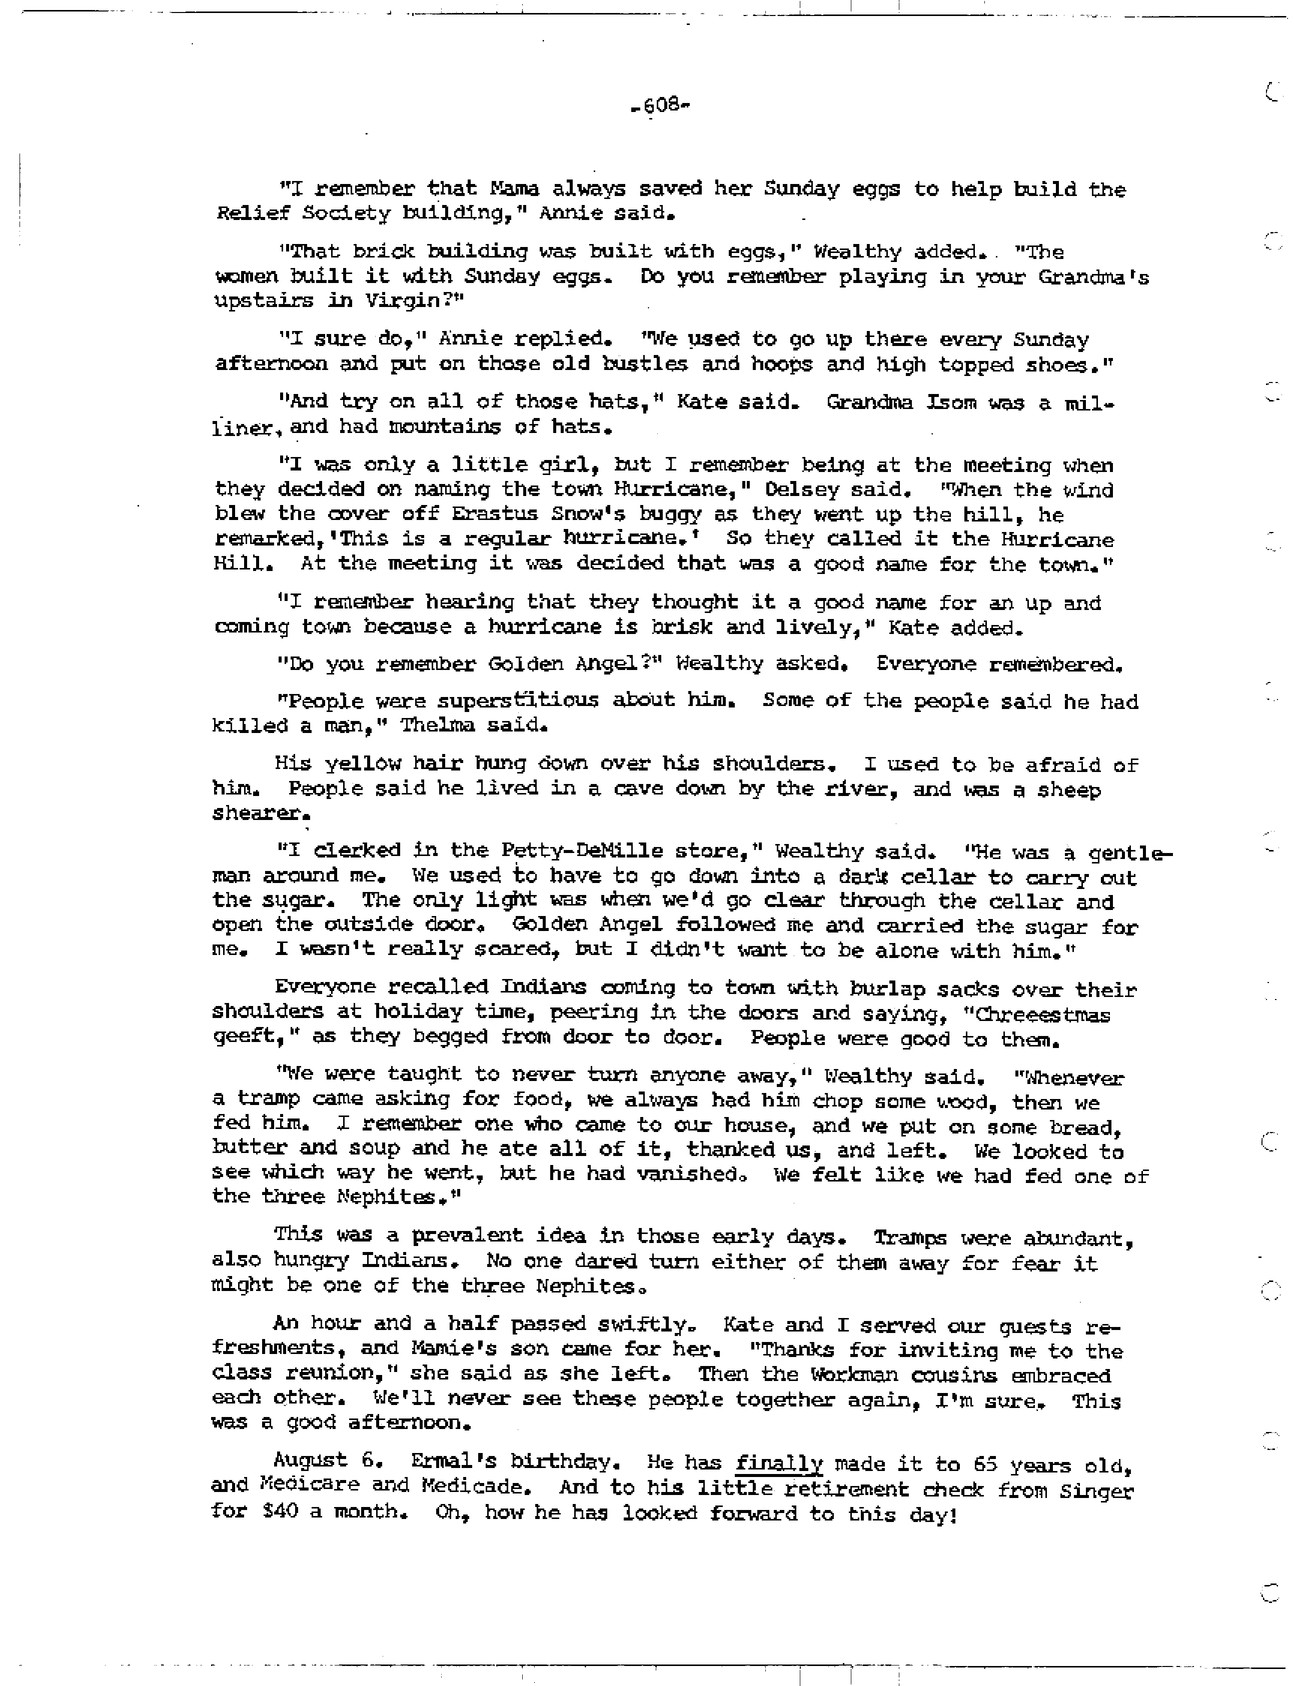 -608-
"I remember that Mama always saved her Sunday eggs to help build the
Relief Society building," Annie said.
"That brick building was built with eggs," Wealthy added. "The
women built it with Sunday eggs. Do you remember playing in your Grandma's
upstairs in Virgin?"
"I sure do," Annie replied. "We used to go up there every Sunday
afternoon and put on those old bustles and hoops and high topped shoes."
"And try on all of those hats," Kate said. Grandma Isom was a mil-
liner, and had mountains of hats.
"I was only a little girl, but I remember being at the meeting when
they decided on naming the town Hurricane," Delsey said. "When the wind
blew the cover off Erastus Snow's buggy as they went up the hill, he
remarked,'This is a regular hurricane.' So they called it the Hurricane
Hill. At the meeting it was decided that was a good name for the town."
"I remember hearing that they thought it a good name for an up and
coming town because a hurricane is brisk and lively," Kate added.
"Do you remember Golden Angel?" Wealthy asked. Everyone remembered.
"People were superstitious about him. Some of the people said he had
killed a man," Thelma said.
His yellow hair hung down over his shoulders. I used to be afraid of
him. People said he lived in a cave down by the river, and was a sheep
shearer.
"I clerked in the Petty-DeMille store," Wealthy said. "He was a gentle-
man around me. We used to have to go down into a dark cellar to carry out
the sugar. The only light was when we'd go clear through the cellar and
open the outside door. Golden Angel followed me and carried the sugar for
me. I wasn't really scared, but I didn't want to be alone with him."
Everyone recalled Indians coming to town with burlap sacks over their
shoulders at holiday time, peering in the doors and saying, "Chreeestmas
geeft," as they begged from door to door. People were good to them.
"We were taught to never turn anyone away," Wealthy said. "Whenever
a tramp came asking for food, we always had him chop some wood, then we
fed him. I remember one who came to our house, and we put on some bread,
butter and soup and he ate all of it, thanked us, and left. We looked to
see which way he went, but he had vanished. We felt like we had fed one of
the three Nephites."
This was a prevalent idea in those early days. Tramps were abundant,
also hungry Indians. No one dared turn either of them away for fear it
might be one of the three Nephites.
An hour and a half passed swiftly. Kate and I served our guests re-
freshments, and Mamie's son came for her. "Thanks for inviting me to the
class reunion," she said as she left. Then the Workman cousins embraced
each other. We'll never see these people together again, I'm sure. This
was a good afternoon.
August 6. Ermal's birthday. He has finally made it to 65 years old,
and Medicare and Medicade. And to his little retirement check from Singer
for $40 a month. Oh, how he has looked forward to this day!